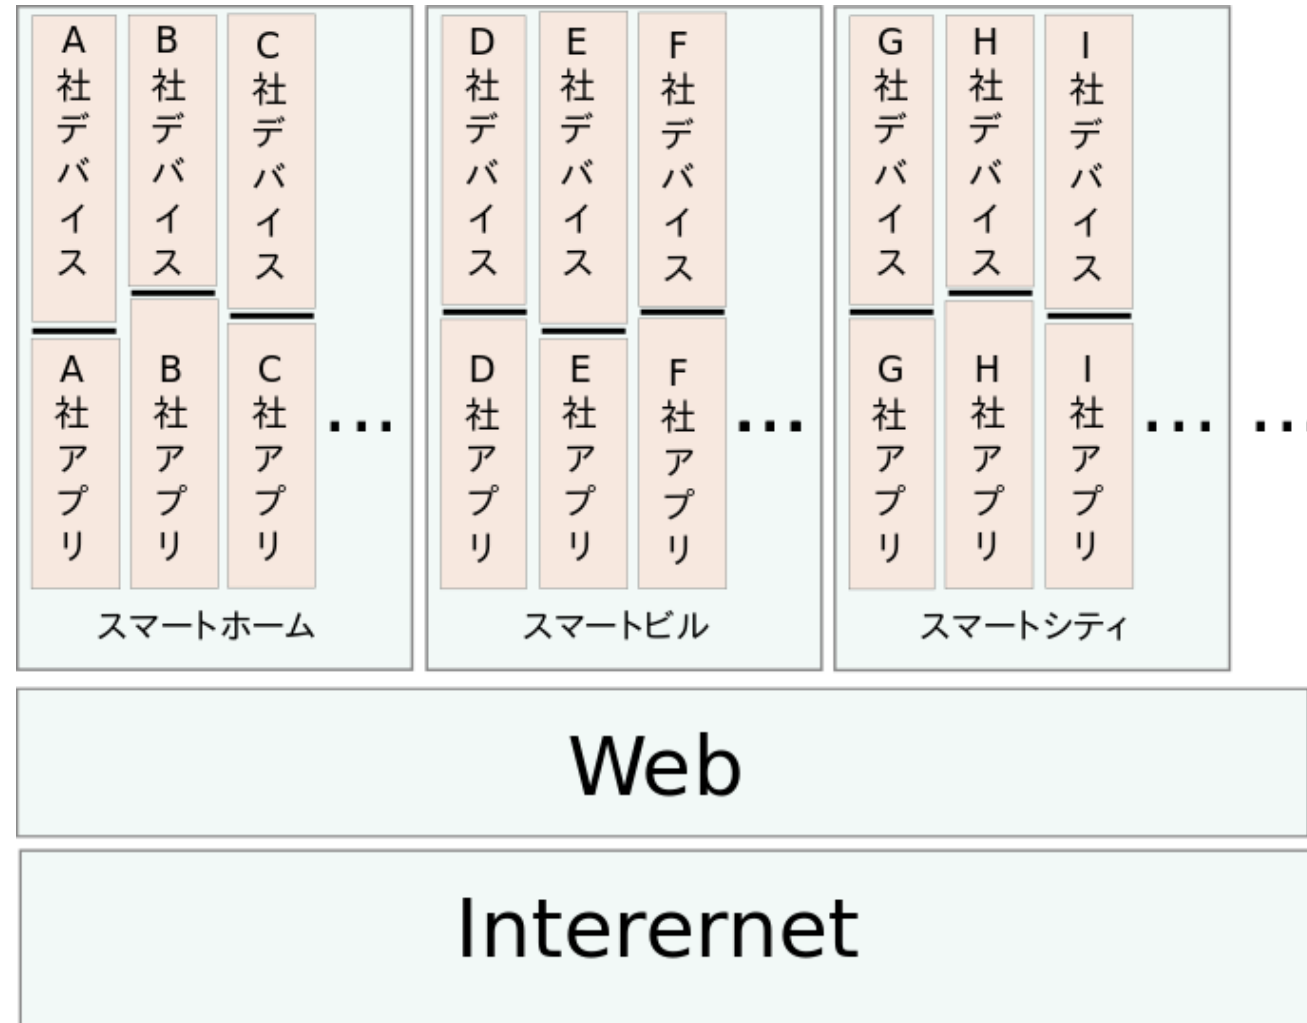 A社デバイス
B社デバイス
C社デバイス
A社アプリ
B社アプリ
C社アプリ
...
スマートホーム
D社デバイス
E社デバイス
F社デバイス
D社アプリ
E社アプリ
F社アプリ
...
スマートビル
G社デバイス
H社デバイス
I社デバイス
G社アプリ
H社アプリ
I社アプリ
...
スマートシティ
...
Web
Interernet